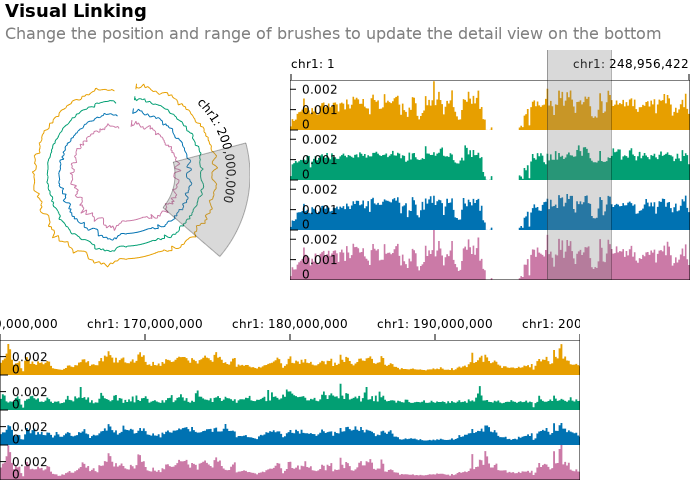 Visual Linking
Change the position and range of brushes to update the detail view on the bottom
chr1: 200,000,000
chr1: 1
chr1: 248,956,422
0.002
0.001
0
0.002
0.001
0
0.002
0.001
0
0.002
0.001
0
0,000,000
chr1: 170,000,000
chr1: 180,000,000
chr1: 190,000,000
chr1: 200
0.002
0
0.002
0
0.002
0
0.002
0